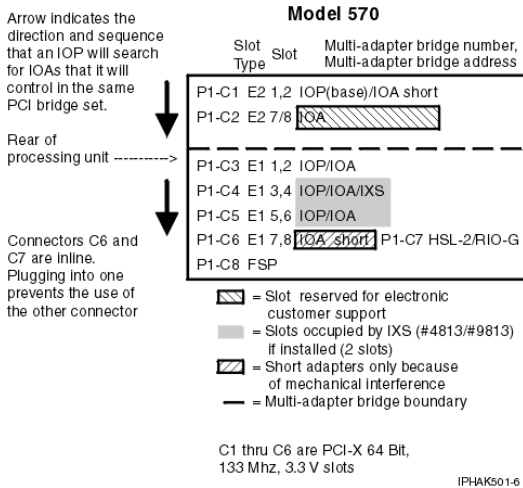 Model 570
Arrow indicates the
direction and sequence
that an IOP will search
for IOAs that it will
control in the same
PCI bridge set.
Rear of
processing unit ----------->
Connectors C6 and
C7 are inline.
Plugging into one
prevents the use of
the other connector
Slot Type Slot Multi-adapter bridge number,
Multi-adapter bridge address
P1-C1 E2 1,2 IOP(base)/IOA short
P1-C2 E2 7/8 IOA
P1-C3 E1 1,2 IOP/IOA
P1-C4 E1 3,4 IOP/IOA/IXS
P1-C5 E1 5,6 IOP/IOA
P1-C6 E1 7,8 IOA short P1-C7 HSL-2/RIO-G
P1-C8 FSP
= Slot reserved for electronic
customer support
= Slots occupied by IXS (#4813/#9813)
if installed (2 slots)
= Short adapters only because
of mechanical interference
= Multi-adapter bridge boundary
C1 thru C6 are PCI-X 64 Bit,
133 Mhz, 3.3 V slots
IPHAK501-6